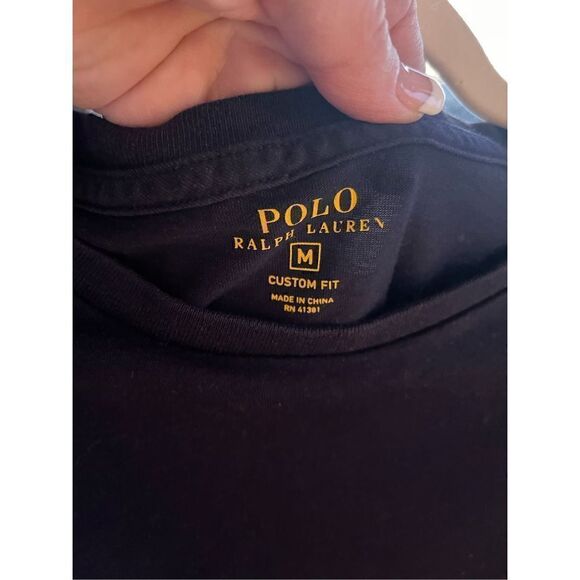 POLO
RALPH LAUREN
M
CUSTOM FIT
MADE IN CHINA
RN 41381